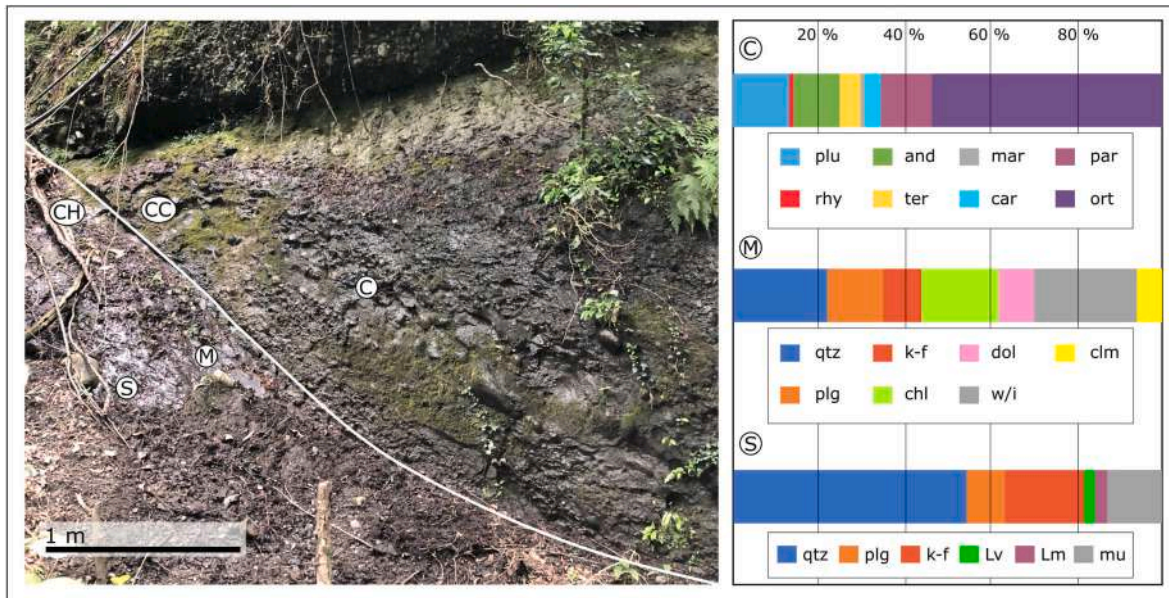 CH
CC
C
M
S
1 m
C
20 % 40 % 60 % 80 %
plu and mar par
rhy ter car ort
M
qtz k-f dol clm
plg chl w/i
S
qtz plg k-f Lv Lm mu